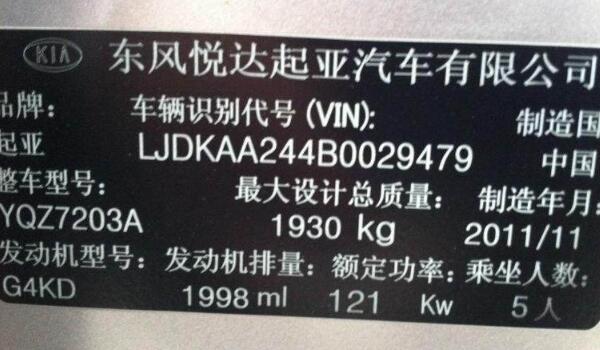 KIA 东风悦达起亚汽车有限公司
品牌: 车辆识别代号(VIN): 制造国
起亚 LJDKAA244B0029479 中国
整车型号: 最大设计总质量: 制造年月:
YQZ7203A 1930 kg 2011/11
发动机型号: 发动机排量: 额定功率: 乘坐人数:
G4KD 1998 ml 121 Kw 5人